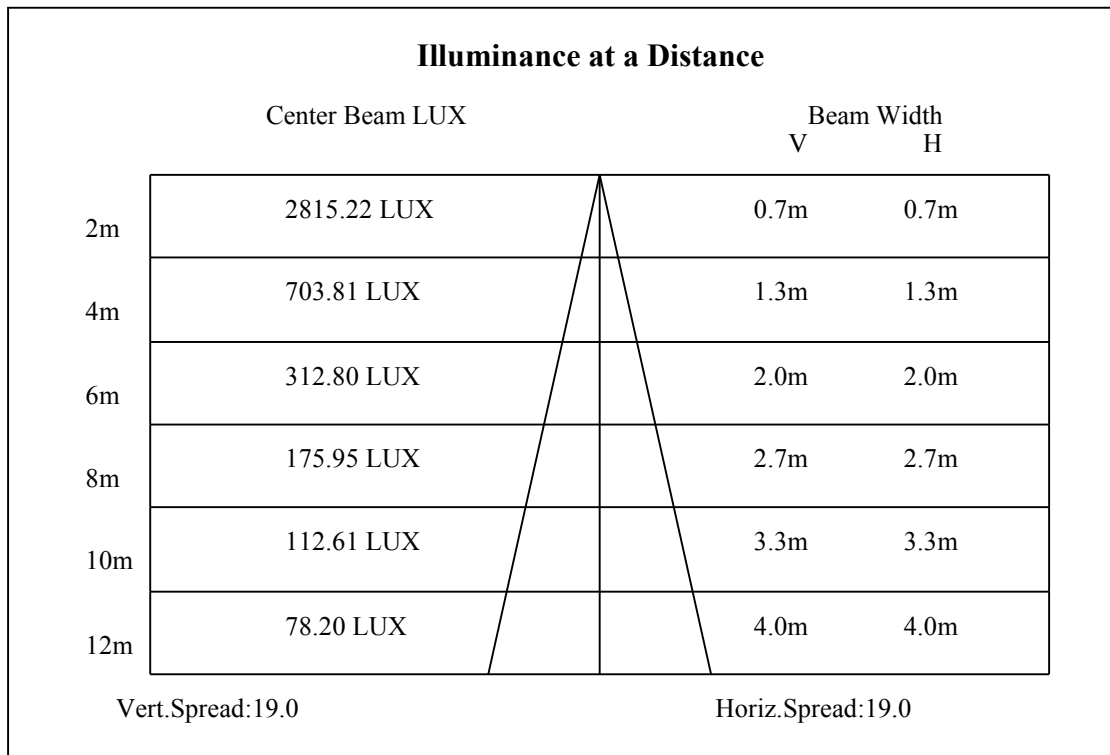 Illuminance at a Distance
Center Beam LUX Beam Width
V H
2m 2815.22 LUX 0.7m 0.7m
4m 703.81 LUX 1.3m 1.3m
6m 312.80 LUX 2.0m 2.0m
8m 175.95 LUX 2.7m 2.7m
10m 112.61 LUX 3.3m 3.3m
12m 78.20 LUX 4.0m 4.0m
Vert.Spread:19.0 Horiz.Spread:19.0